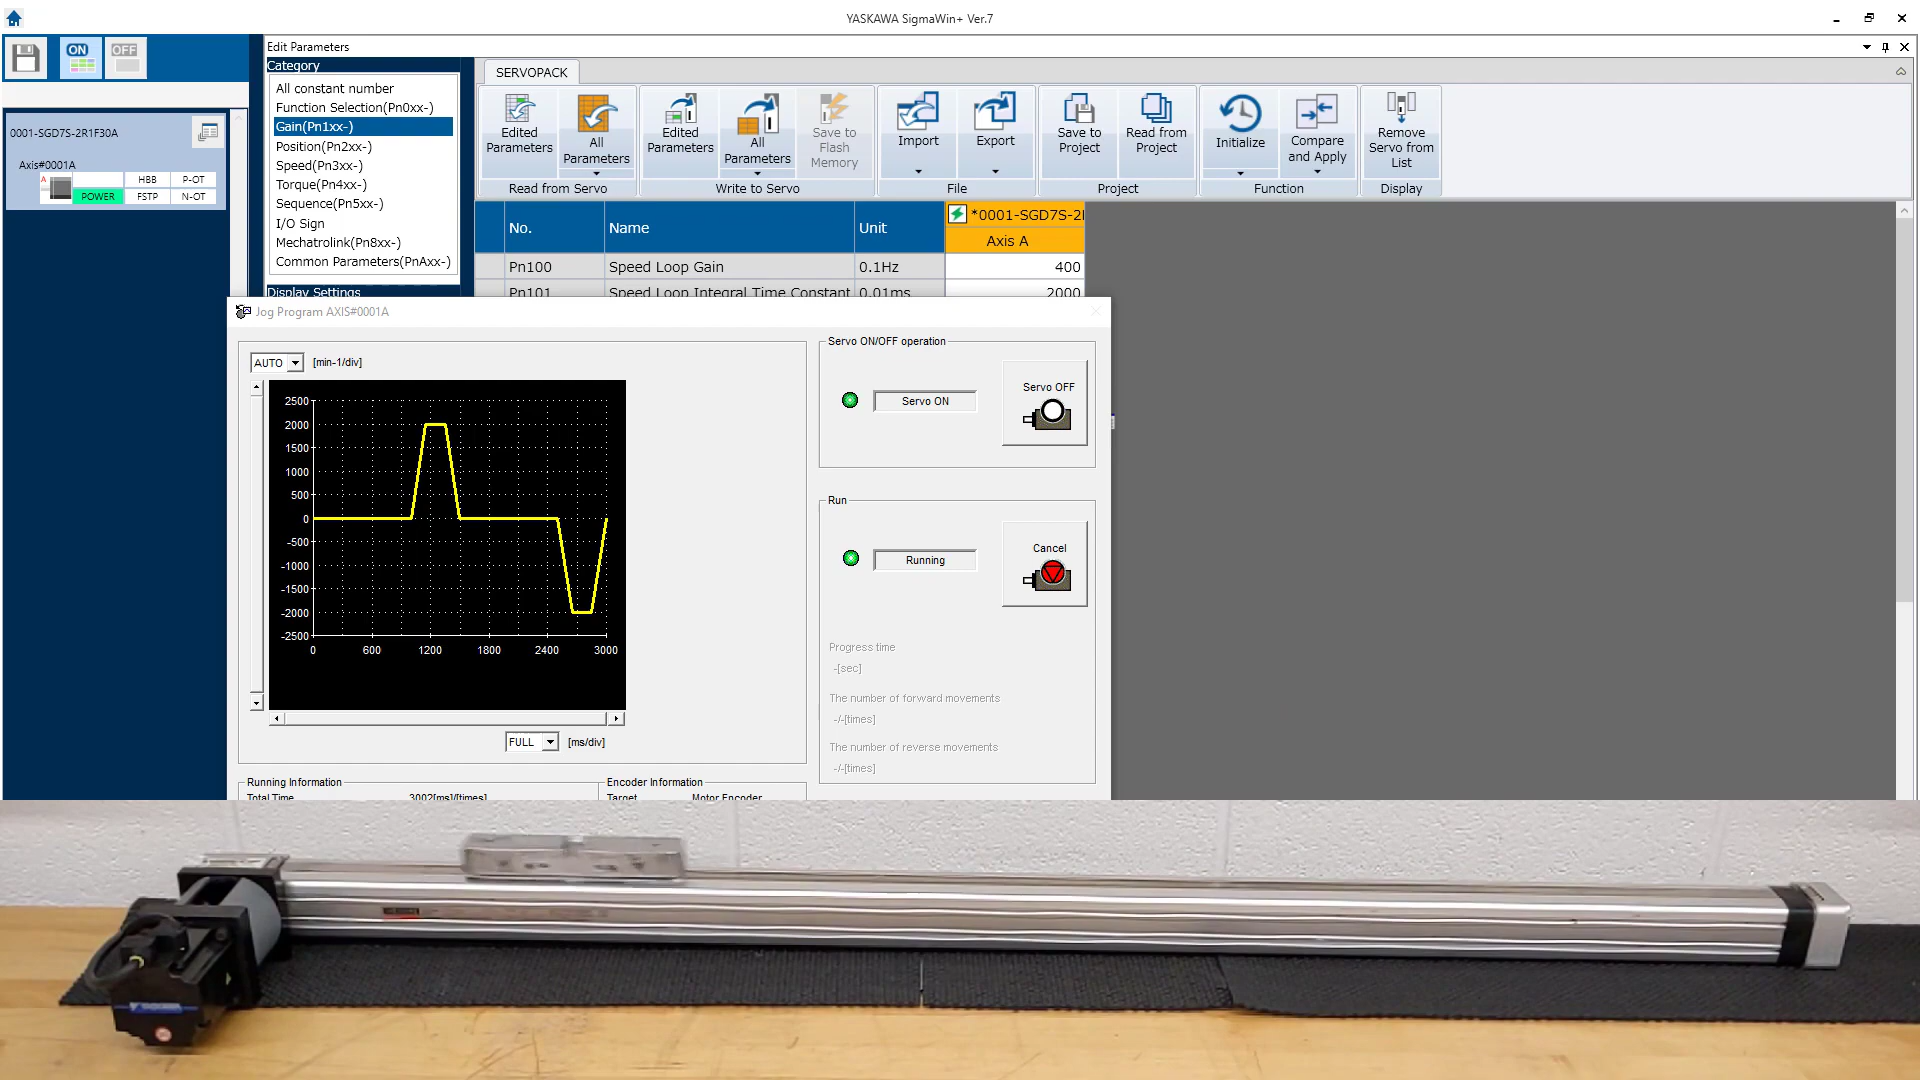 YASKAWA SigmaWin+ Ver.7
ON
OFF
Edit Parameters
Category
All constant number
Function Selection(Pn0xx-)
Gain(Pn1xx-)
Position(Pn2xx-)
Speed(Pn3xx-)
Torque(Pn4xx-)
Sequence(Pn5xx-)
I/O Sign
Mechatrolink(Pn8xx-)
Common Parameters(PnAxx-)
Display Settings
0001-SGD7S-2R1F30A
Axis#0001A
A
HBB
P-OT
POWER
FSTP
N-OT
SERVOPACK
Edited Parameters
All Parameters
Read from Servo
Edited Parameters
All Parameters
Save to Flash Memory
Write to Servo
Import
Export
File
Save to Project
Read from Project
Project
Initialize
Compare and Apply
Function
Remove Servo from List
Display
No.
Name
Unit
*0001-SGD7S-2
Axis A
Pn100
Speed Loop Gain
0.1Hz
400
Pn101
Speed Loop Integral Time Constant
0.01ms
2000
Jog Program AXIS#0001A
AUTO
[min-1/div]
2500
2000
1500
1000
500
0
-500
-1000
-1500
-2000
-2500
0
600
1200
1800
2400
3000
FULL
[ms/div]
Servo ON/OFF operation
Servo ON
Servo OFF
Run
Running
Cancel
Progress time
-[sec]
The number of forward movements
-/-[times]
The number of reverse movements
-/-[times]
Running Information
Total Time
3002[ms]/[times]
Encoder Information
Target
Motor Encoder